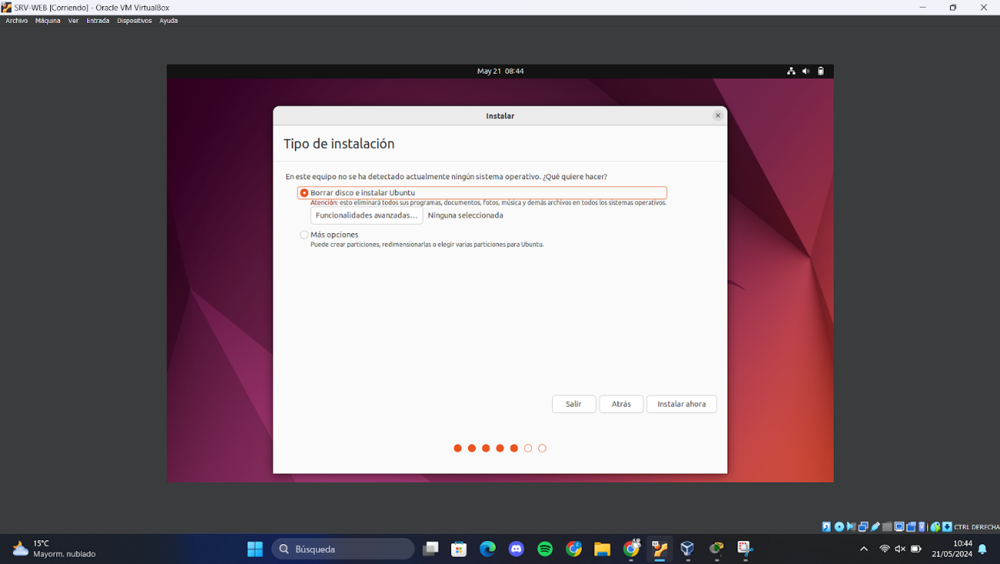 SRV-WEB [Corriendo] - Oracle VM VirtualBox
Archivo Máquina Ver Entrada Dispositivos Ayuda
May 21 08:44
Instalar
Tipo de instalación
En este equipo no se ha detectado actualmente ningún sistema operativo. ¿Qué quiere hacer?
Borrar disco e instalar Ubuntu
Atención: esto eliminará todos sus programas, documentos, fotos, música y demás archivos en todos los sistemas operativos.
Funcionalidades avanzadas... Ninguna seleccionada
Más opciones
Puede crear particiones, redimensionarlas o elegir varias particiones para Ubuntu.
Salir Atrás Instalar ahora
CTRL DERECHA
15°C
Mayorm. nublado
Búsqueda
10:44
21/05/2024